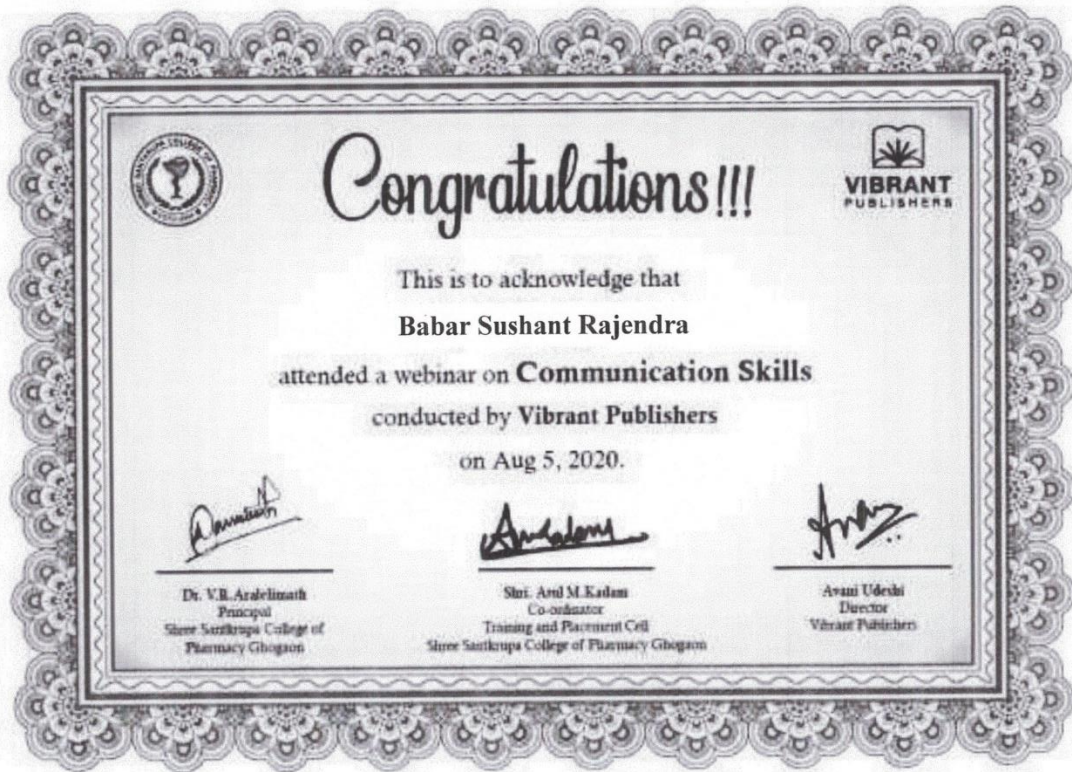 Congratulations!!!
VIBRANT
PUBLISHERS
This is to acknowledge that
Babar Sushant Rajendra
attended a webinar on Communication Skills
conducted by Vibrant Publishers
on Aug 5, 2020.
Dr. V.R. Aralelimath
Principal
Shree Santkrupa College of
Pharmacy Ghogaon
Shri. Atul M. Kadam
Co-ordinator
Training and Placement Cell
Shree Santkrupa College of Pharmacy Ghogaon
Avani Udeshi
Director
Vibrant Publishers